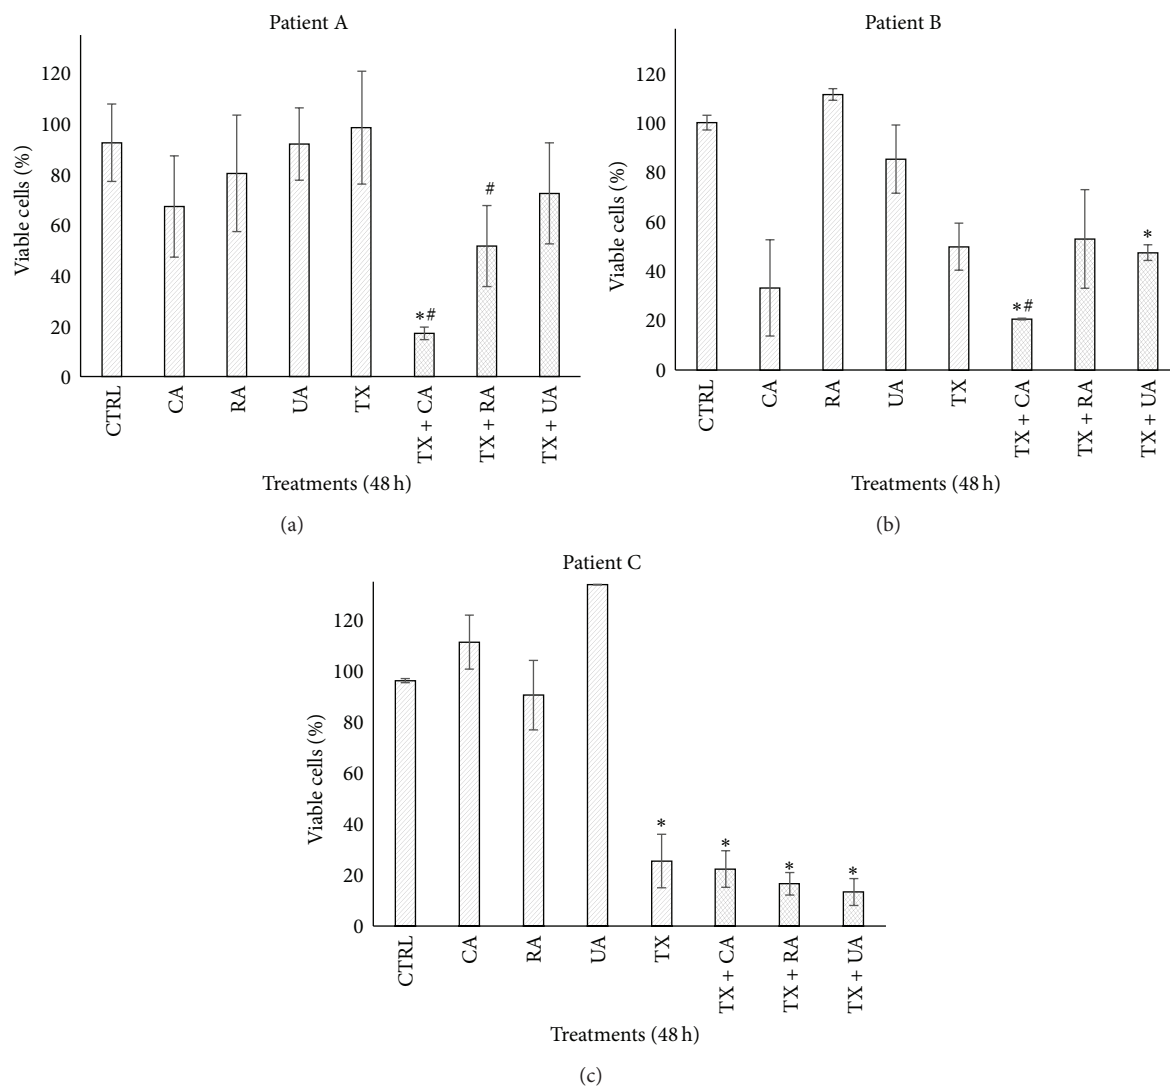 Patient A
Viable cells (%)
120
100
80
60
40
20
0
#
*#
CTRL
CA
RA
UA
TX
TX + CA
TX + RA
TX + UA
Treatments (48 h)
(a)
Patient B
Viable cells (%)
120
100
80
60
40
20
0
*
*#
CTRL
CA
RA
UA
TX
TX + CA
TX + RA
TX + UA
Treatments (48 h)
(b)
Patient C
Viable cells (%)
120
100
80
60
40
20
0
*
*
*
*
CTRL
CA
RA
UA
TX
TX + CA
TX + RA
TX + UA
Treatments (48 h)
(c)